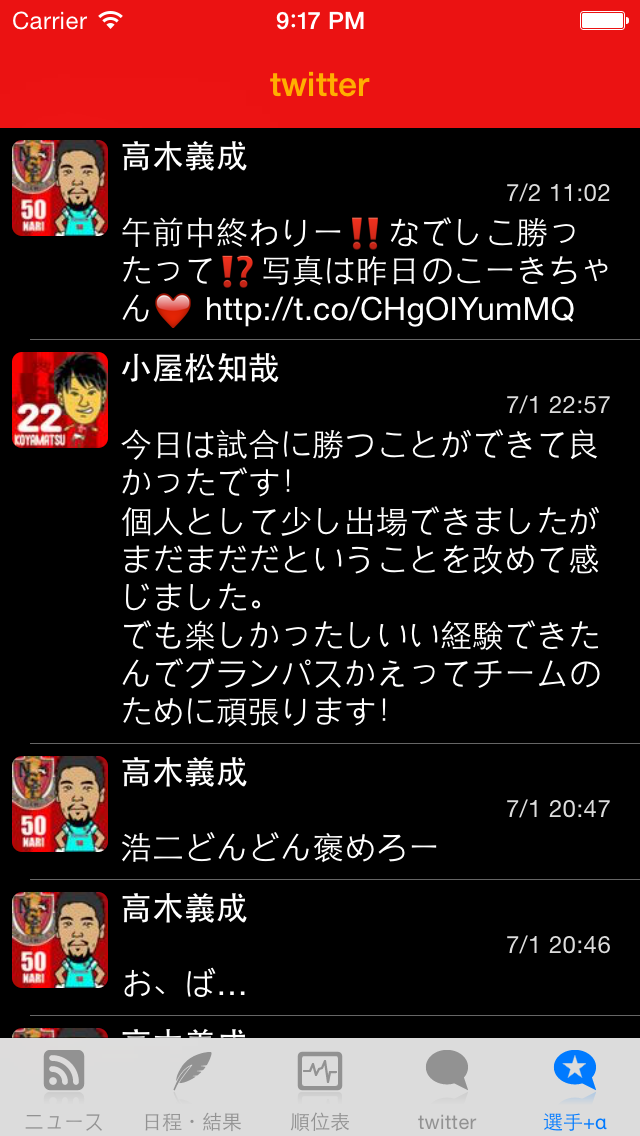 Carrier 9:17 PM
twitter
50
NARI
高木義成
7/2 11:02
午前中終わりー‼️なでしこ勝っ
たって⁉️写真は昨日のこーきちゃ
ん❤️ http://t.co/CHgOIYumMQ
22
KOYAMATSU
小屋松知哉
7/1 22:57
今日は試合に勝つことができて良
かったです!
個人として少し出場できましたが
まだまだだということを改めて感
じました。
でも楽しかったしいい経験できた
んでグランパスかえってチームの
ために頑張ります!
50
NARI
高木義成
7/1 20:47
浩二どんどん褒めろー
50
NARI
高木義成
7/1 20:46
お、ば...
高木義成
ニュース 日程・結果 順位表 twitter 選手+α